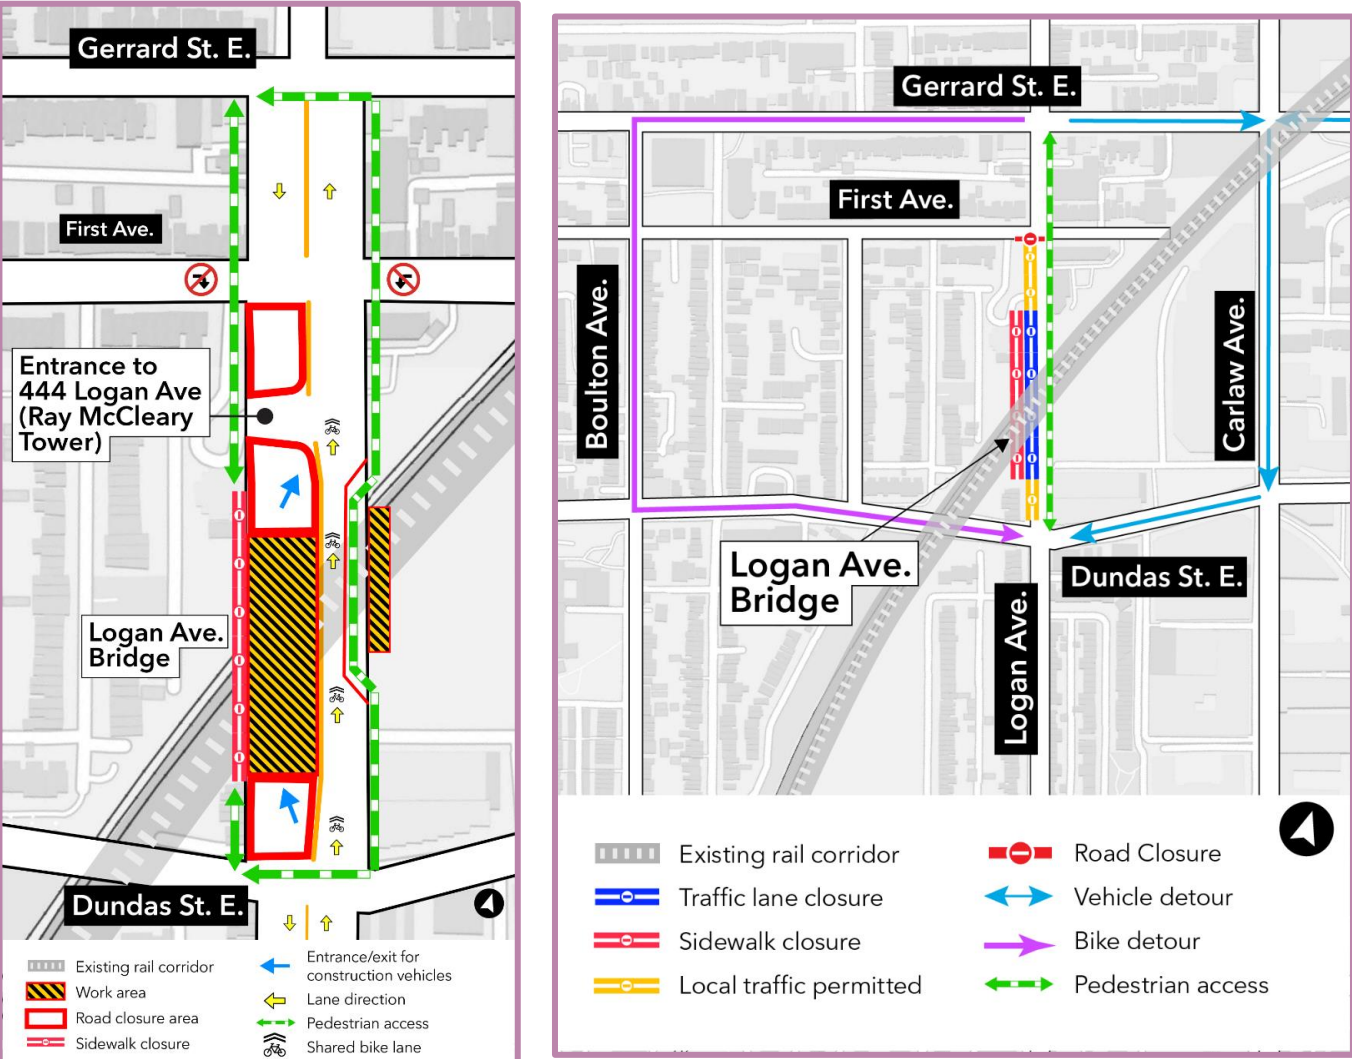 Gerrard St. E.
First Ave.
Entrance to
444 Logan Ave
(Ray McCleary
Tower)
Logan Ave.
Bridge
Dundas St. E.
Existing rail corridor
Work area
Road closure area
Sidewalk closure
Entrance/exit for
construction vehicles
Lane direction
Pedestrian access
Shared bike lane
Gerrard St. E.
First Ave.
Boulton Ave.
Carlaw Ave.
Logan Ave.
Bridge
Dundas St. E.
Logan Ave.
Existing rail corridor
Traffic lane closure
Sidewalk closure
Local traffic permitted
Road Closure
Vehicle detour
Bike detour
Pedestrian access